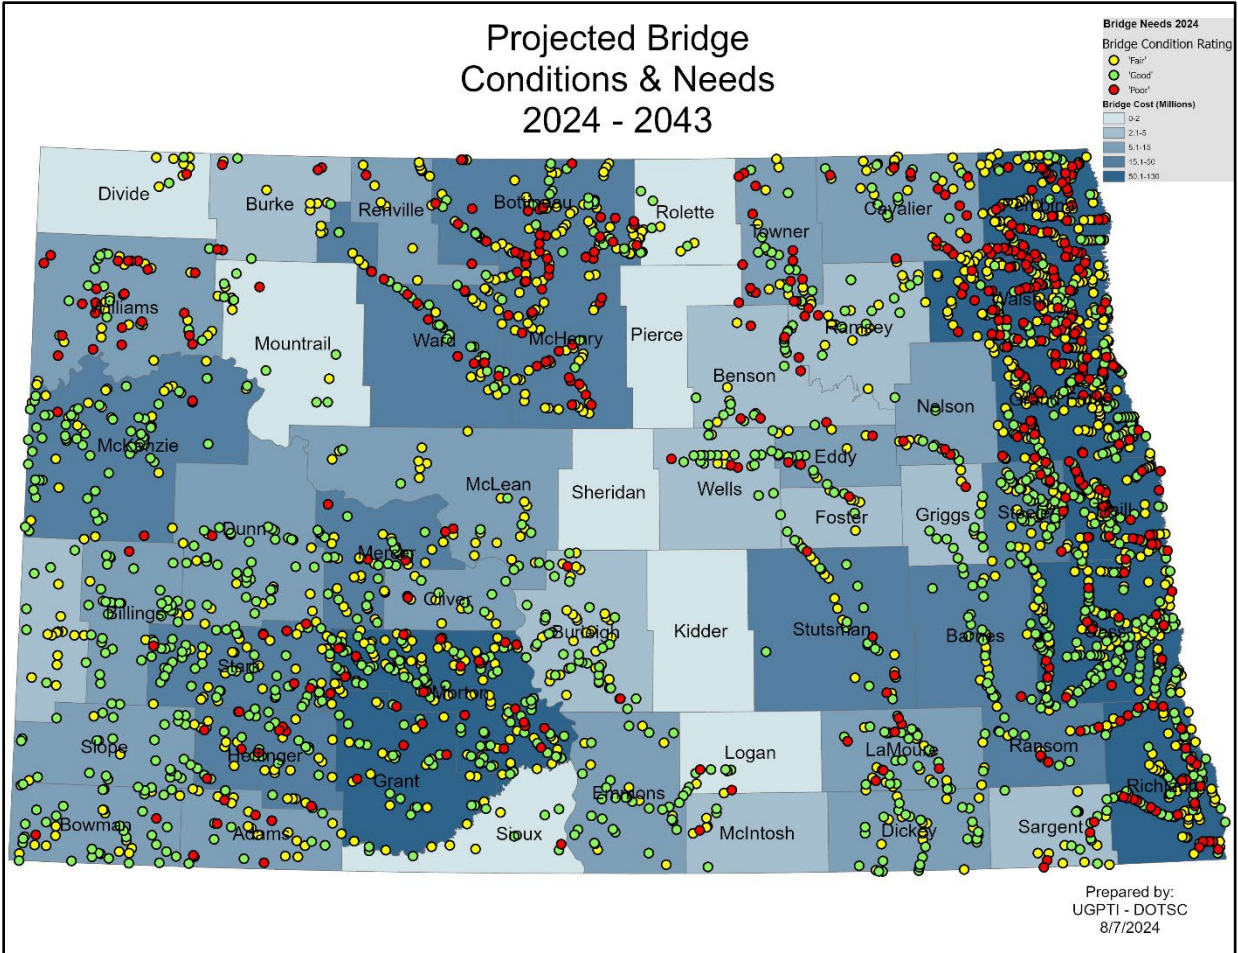 Projected Bridge
Conditions & Needs
2024 - 2043
Bridge Needs 2024
Bridge Condition Rating
'Fair'
'Good'
'Poor'
Bridge Cost (Millions)
0-2
2.1-5
5.1-15
15.1-50
50.1-130
Divide
Burke
Renville
Bottineau
Rolette
Towner
Cavalier
Williams
Mountrail
Ward
McHenry
Pierce
Benson
Ramsey
Walsh
McKenzie
Nelson
McLean
Sheridan
Wells
Eddy
Foster
Griggs
Steele
Dunn
Mercer
Oliver
Billings
Burleigh
Kidder
Stutsman
Barnes
Cass
Stark
Morton
Slope
Hettinger
Grant
Emmons
Logan
LaMoure
Ransom
Richland
Bowman
Adams
Sioux
McIntosh
Dickey
Sargent
Prepared by:
UGPTI - DOTSC
8/7/2024